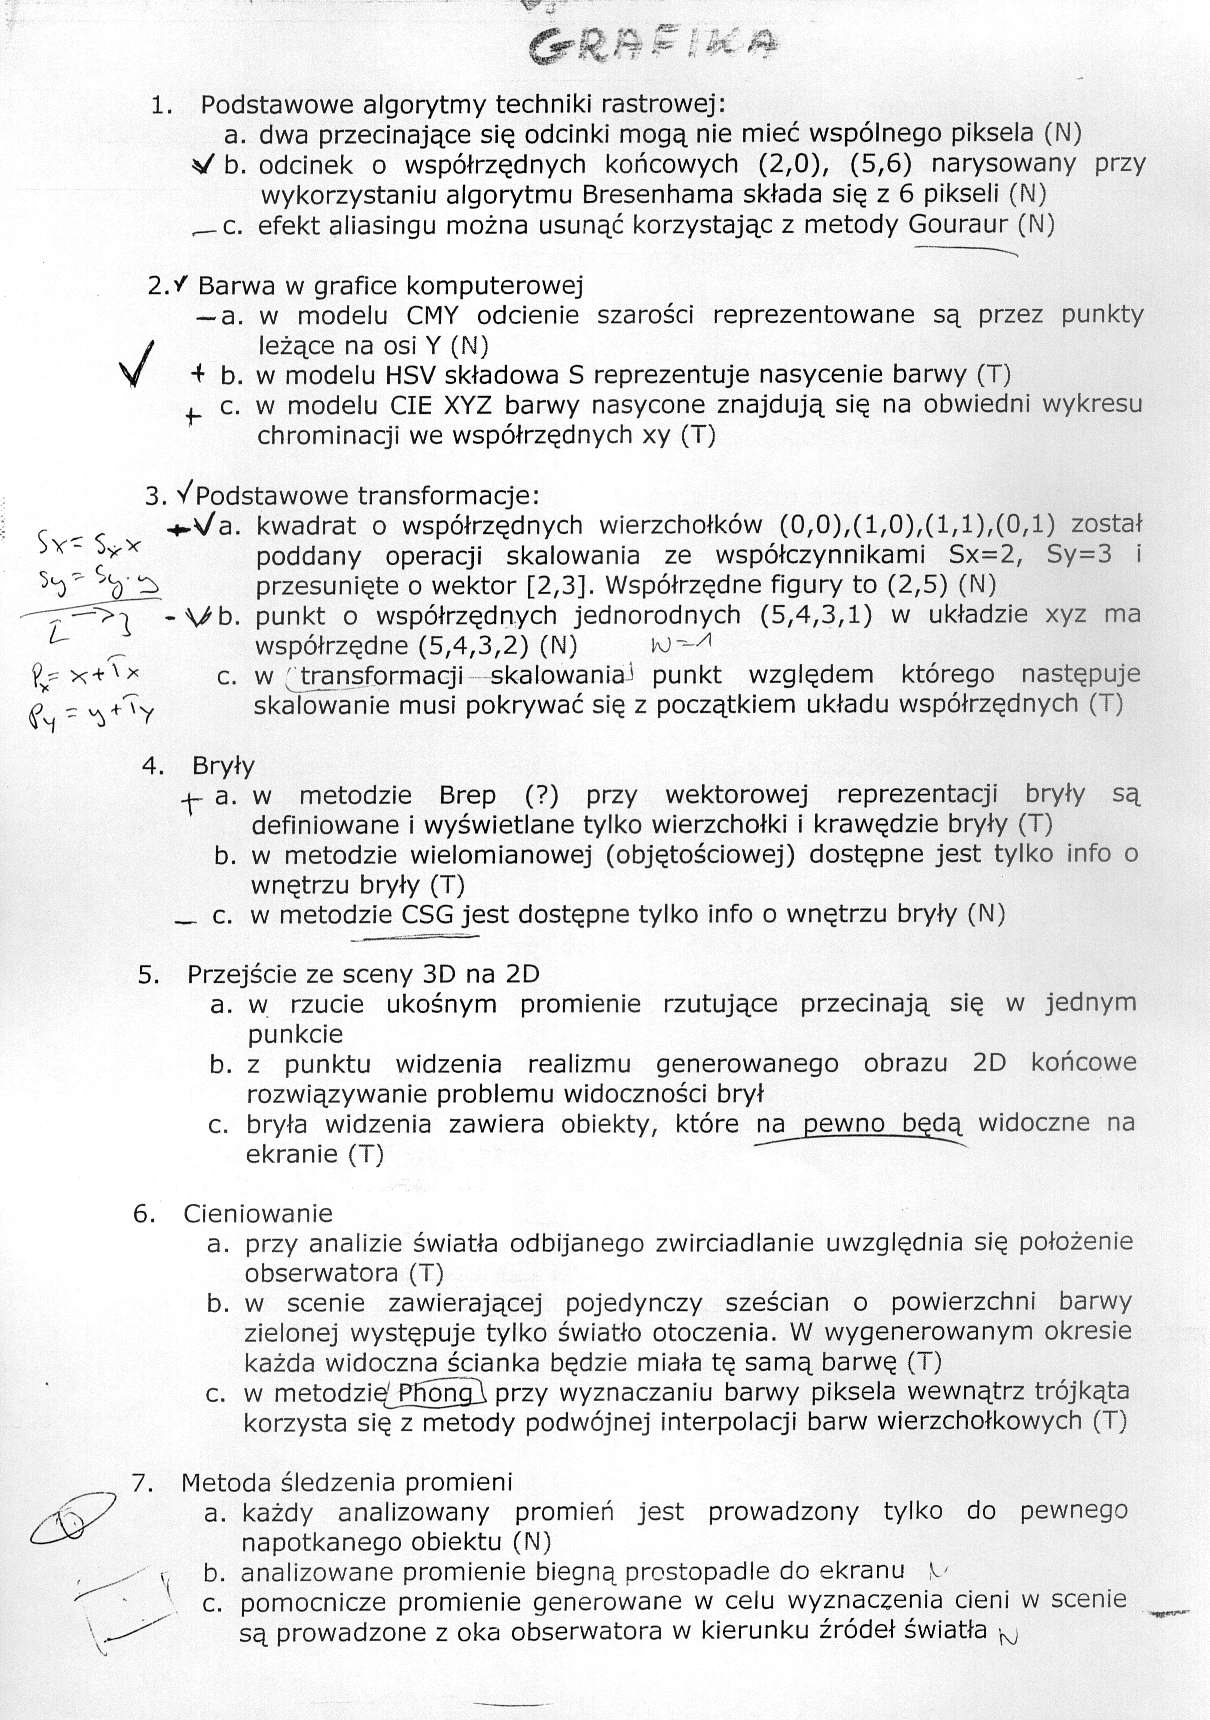 GRAFIKA
1. Podstawowe algorytmy techniki rastrowej:
a. dwa przecinające się odcinki mogą nie mieć wspólnego piksela (N)
√ b. odcinek o współrzędnych końcowych (2,0), (5,6) narysowany przy
wykorzystaniu algorytmu Bresenhama składa się z 6 pikseli (N)
— c. efekt aliasingu można usunąć korzystając z metody Gouraur (N)
2.√ Barwa w grafice komputerowej
— a. w modelu CMY odcienie szarości reprezentowane są przez punkty
leżące na osi Y (N)
√ + b. w modelu HSV składowa S reprezentuje nasycenie barwy (T)
+ c. w modelu CIE XYZ barwy nasycone znajdują się na obwiedni wykresu
chrominacji we współrzędnych xy (T)
3. √ Podstawowe transformacje:
+√ a. kwadrat o współrzędnych wierzchołków (0,0),(1,0),(1,1),(0,1) został
poddany operacji skalowania ze współczynnikami Sx=2, Sy=3 i
przesunięte o wektor [2,3]. Współrzędne figury to (2,5) (N)
Sx = Sx·x
Sy = Sy·y
- √ b. punkt o współrzędnych jednorodnych (5,4,3,1) w układzie xyz ma
współrzędne (5,4,3,2) (N) W=1
c. w transformacji skalowania punkt względem którego następuje
skalowanie musi pokrywać się z początkiem układu współrzędnych (T)
Px = x+Tx
Py = y+Ty
4. Bryły
+ a. w metodzie Brep (?) przy wektorowej reprezentacji bryły są
definiowane i wyświetlane tylko wierzchołki i krawędzie bryły (T)
b. w metodzie wielomianowej (objętościowej) dostępne jest tylko info o
wnętrzu bryły (T)
— c. w metodzie CSG jest dostępne tylko info o wnętrzu bryły (N)
5. Przejście ze sceny 3D na 2D
a. w rzucie ukośnym promienie rzutujące przecinają się w jednym
punkcie
b. z punktu widzenia realizmu generowanego obrazu 2D końcowe
rozwiązywanie problemu widoczności brył
c. bryła widzenia zawiera obiekty, które na pewno będą widoczne na
ekranie (T)
6. Cieniowanie
a. przy analizie światła odbijanego zwirciadlanie uwzględnia się położenie
obserwatora (T)
b. w scenie zawierającej pojedynczy sześcian o powierzchni barwy
zielonej występuje tylko światło otoczenia. W wygenerowanym okresie
każda widoczna ścianka będzie miała tę samą barwę (T)
c. w metodzie Phong przy wyznaczaniu barwy piksela wewnątrz trójkąta
korzysta się z metody podwójnej interpolacji barw wierzchołkowych (T)
7. Metoda śledzenia promieni
a. każdy analizowany promień jest prowadzony tylko do pewnego
napotkanego obiektu (N)
b. analizowane promienie biegną prostopadle do ekranu N
c. pomocnicze promienie generowane w celu wyznaczenia cieni w scenie
są prowadzone z oka obserwatora w kierunku źródeł światła N